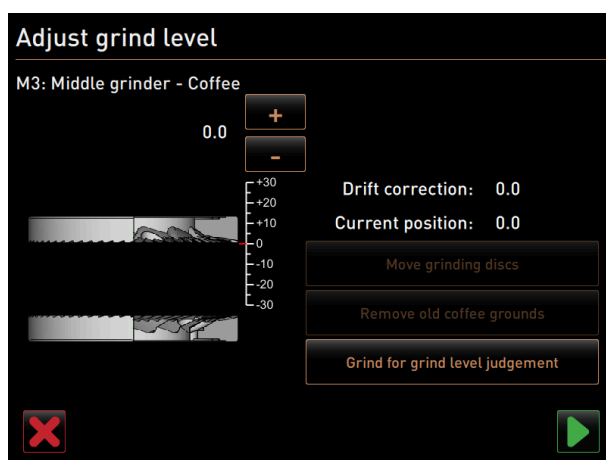 Adjust grind level
M3: Middle grinder - Coffee
+
0.0
-
+30
+20
+10
0
-10
-20
-30
Drift correction: 0.0
Current position: 0.0
Move grinding discs
Remove old coffee grounds
Grind for grind level judgement